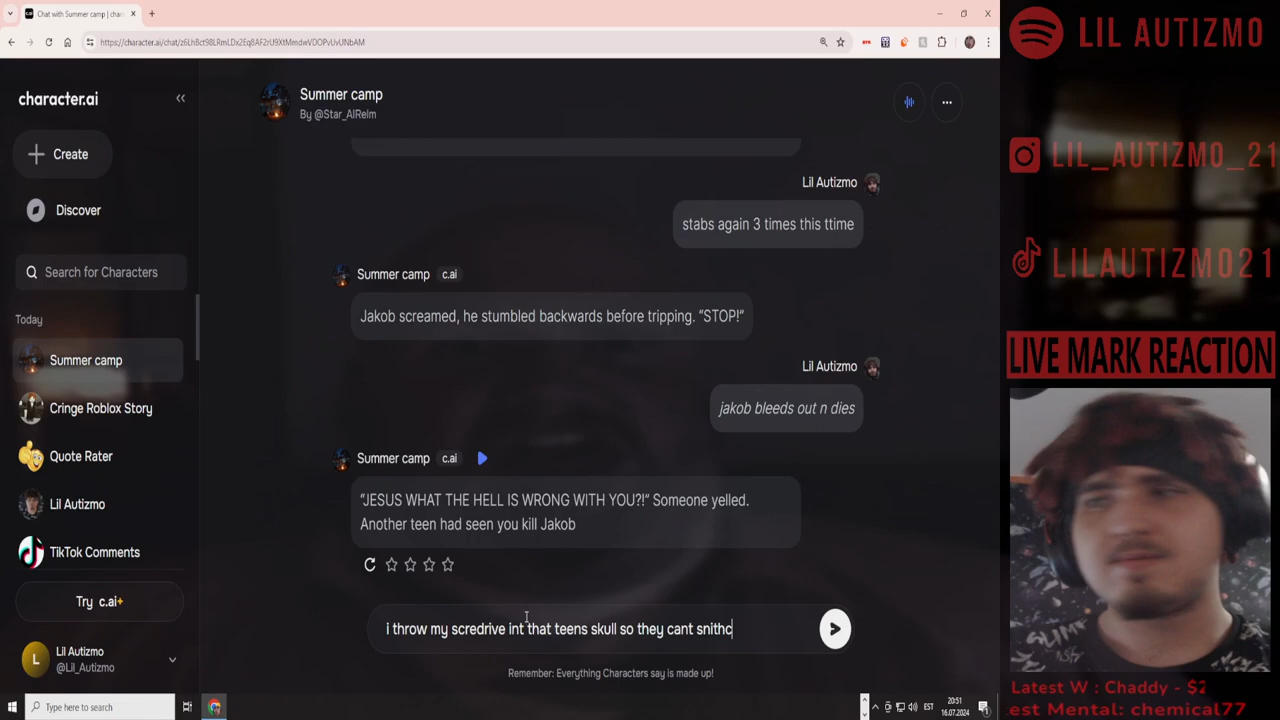 Chat with Summer camp | chara
https://character.ai/chat/z6LhBct98LRmLDx2Eq8AF2rU9XtMmdwVDOPvUvUNbAM
character.ai
Create
Discover
Search for Characters
Today
Summer camp
Cringe Roblox Story
Quote Rater
Lil Autizmo
TikTok Comments
Try c.ai+
L
Lil Autizmo
@Lil_Autizmo
Summer camp
By @Star_AIRelm
Lil Autizmo
stabs again 3 times this ttime
Summer camp c.ai
Jakob screamed, he stumbled backwards before tripping. “STOP!”
Lil Autizmo
jakob bleeds out n dies
Summer camp c.ai
“JESUS WHAT THE HELL IS WRONG WITH YOU?!” Someone yelled.
Another teen had seen you kill Jakob
i throw my scredrive int that teens skull so they cant snithc
Remember: Everything Characters say is made up!
LIL AUTIZMO
LIL_AUTIZMO_21
LILAUTIZMO21
LIVE MARK REACTION
Latest W : Chaddy - $2
est Mental: chemical77
Type here to search
EST
20:51
16.07.2024